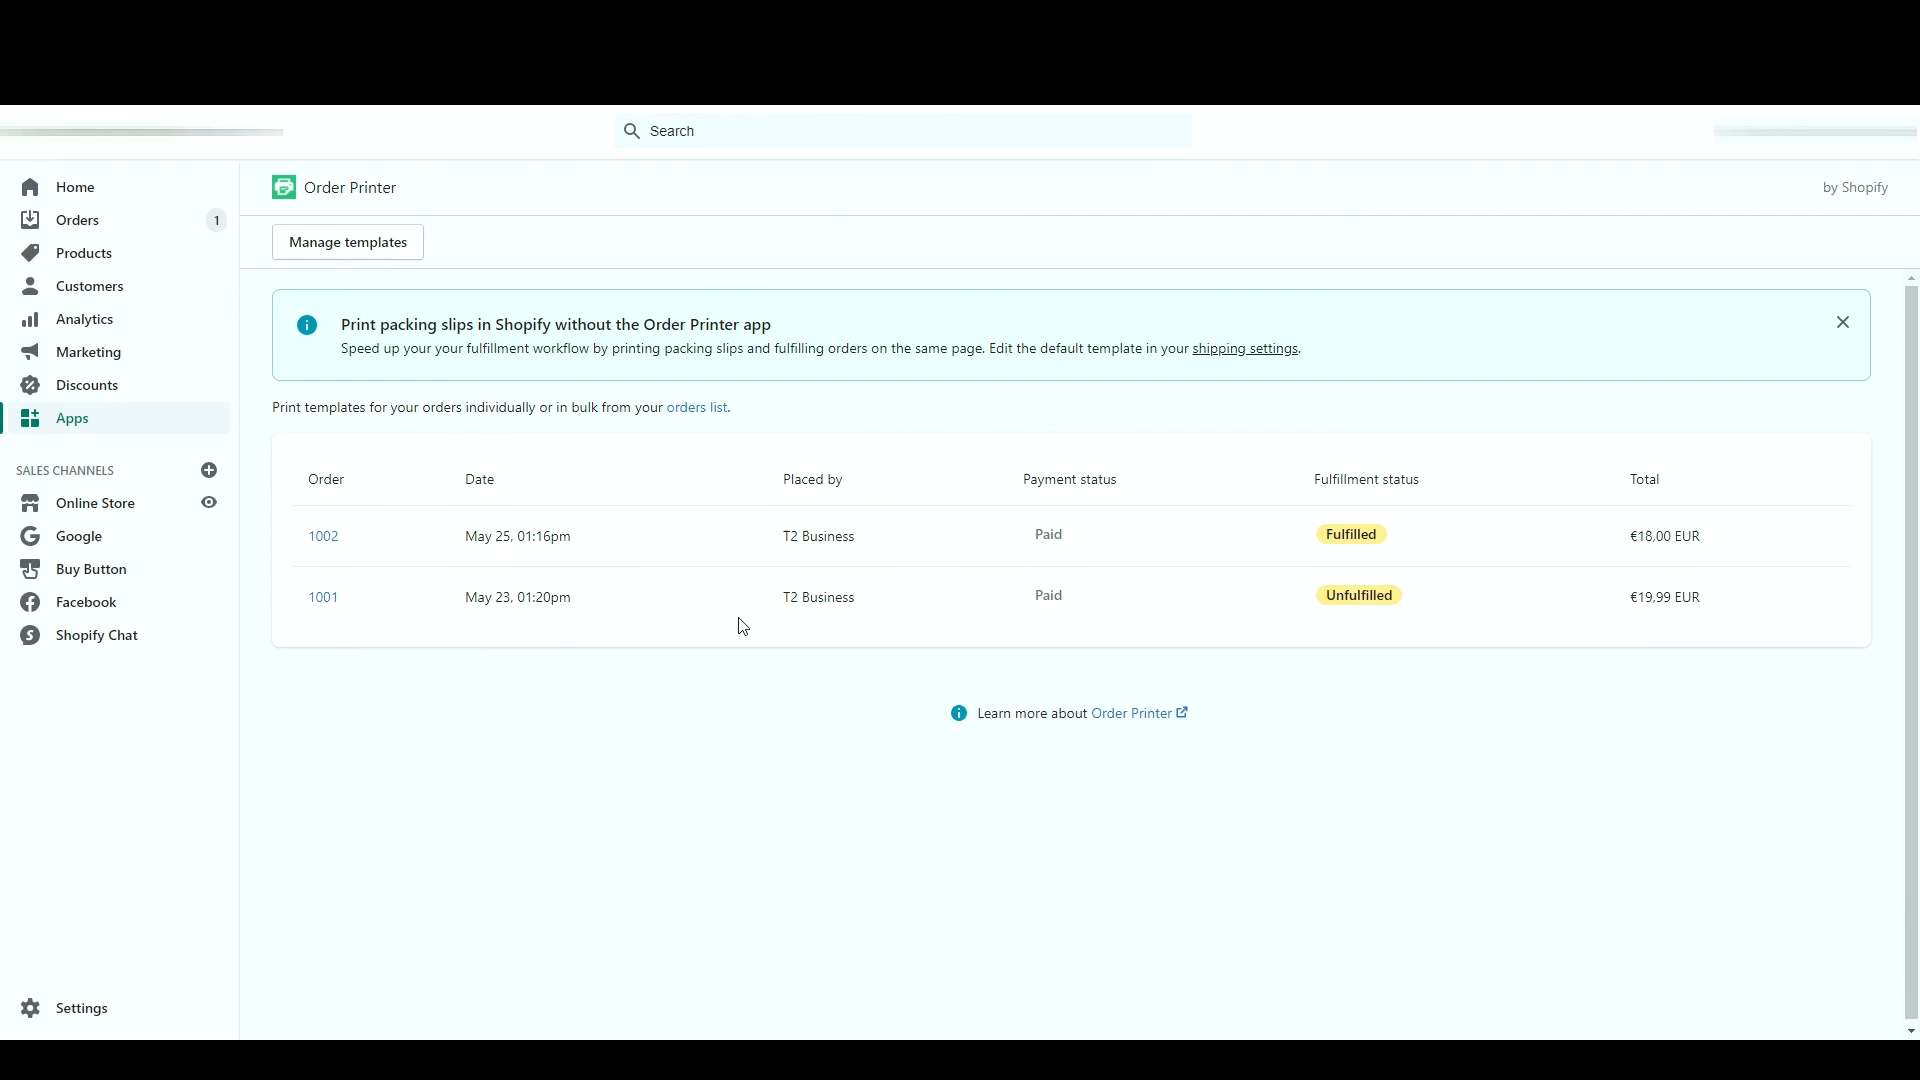 Search
Home
Orders 1
Products
Customers
Analytics
Marketing
Discounts
Apps
SALES CHANNELS
Online Store
Google
Buy Button
Facebook
Shopify Chat
Settings
Order Printer
by Shopify
Manage templates
Print packing slips in Shopify without the Order Printer app
Speed up your your fulfillment workflow by printing packing slips and fulfilling orders on the same page. Edit the default template in your shipping settings.
Print templates for your orders individually or in bulk from your orders list.
Order Date Placed by Payment status Fulfillment status Total
1002 May 25, 01:16pm T2 Business Paid Fulfilled €18,00 EUR
1001 May 23, 01:20pm T2 Business Paid Unfulfilled €19,99 EUR
Learn more about Order Printer